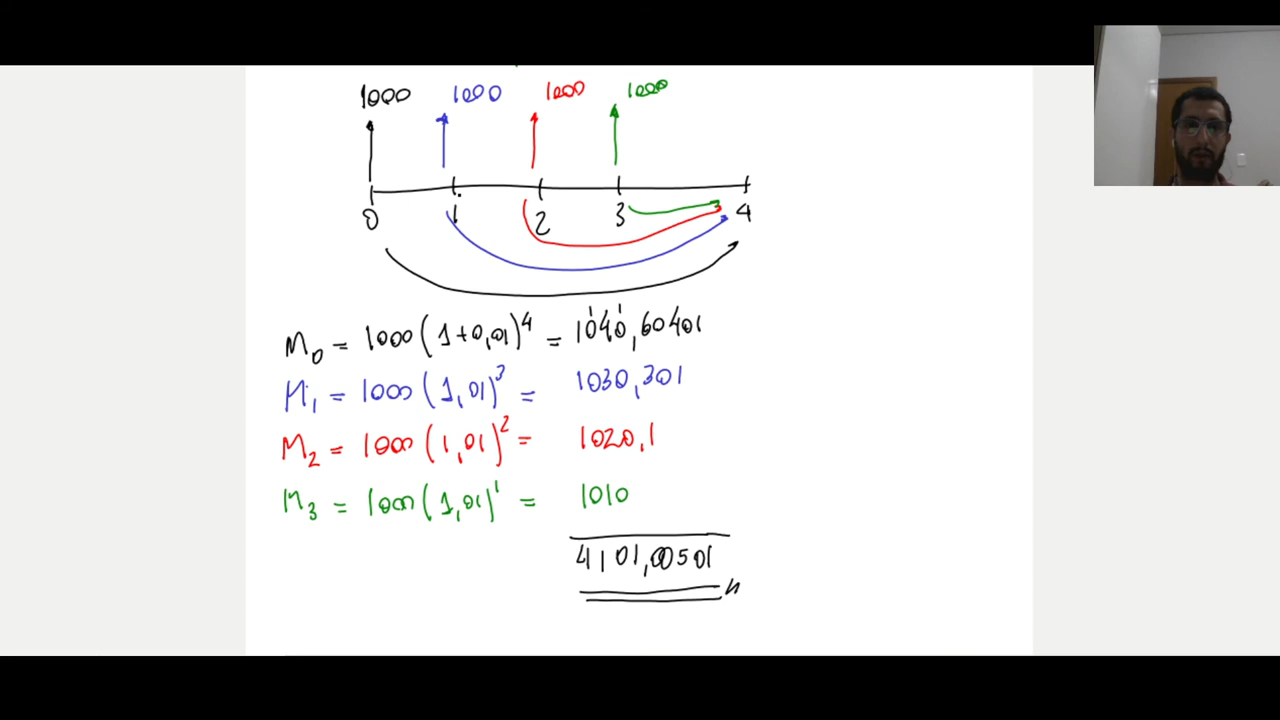 1000 1000 1000 1000
0 1 2 3 4
M₀ = 1000 (1+0,01)⁴ = 1040,60401
M₁ = 1000 (1,01)³ = 1030,301
M₂ = 1000 (1,01)² = 1020,1
M₃ = 1000 (1,01)¹ = 1010
4101,00501